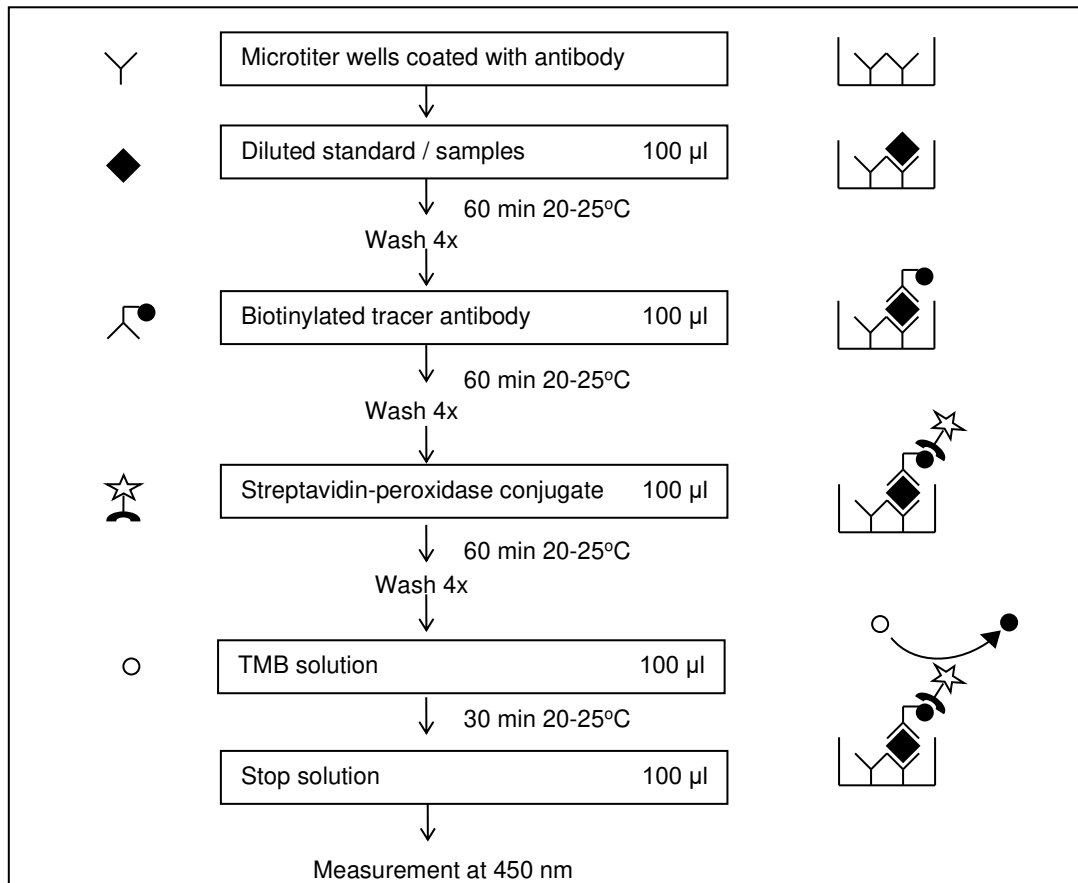 Microtiter wells coated with antibody
Diluted standard / samples 100 µl
60 min 20-25ºC
Wash 4x
Biotinylated tracer antibody 100 µl
60 min 20-25ºC
Wash 4x
Streptavidin-peroxidase conjugate 100 µl
60 min 20-25ºC
Wash 4x
TMB solution 100 µl
30 min 20-25ºC
Stop solution 100 µl
Measurement at 450 nm